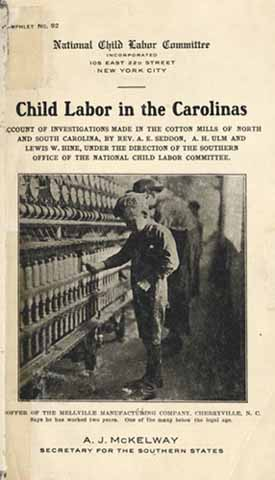 AMPHLET NO. 92
National Child Labor Committee
INCORPORATED
105 EAST 22D STREET
NEW YORK CITY
Child Labor in the Carolinas
CCOUNT OF INVESTIGATIONS MADE IN THE COTTON MILLS OF NORTH
AND SOUTH CAROLINA, BY REV. A. E. SEDDON, A. H. ULM AND
LEWIS W. HINE, UNDER THE DIRECTION OF THE SOUTHERN
OFFICE OF THE NATIONAL CHILD LABOR COMMITTEE.
OFFER OF THE MELLVILLE MANUFACTURING COMPANY, CHERRYVILLE, N. C.
Says he has worked two years. One of the many below the legal age.
A. J. McKELWAY
SECRETARY FOR THE SOUTHERN STATES